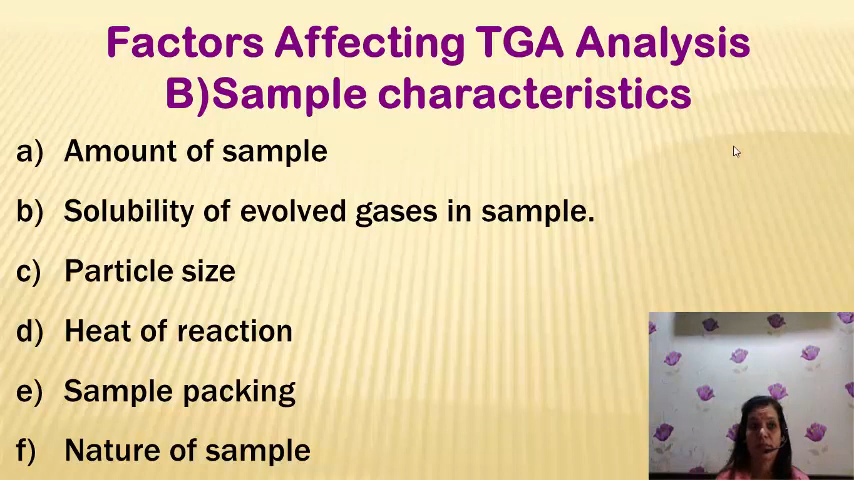 Factors Affecting TGA Analysis
B)Sample characteristics
a) Amount of sample
b) Solubility of evolved gases in sample.
c) Particle size
d) Heat of reaction
e) Sample packing
f) Nature of sample